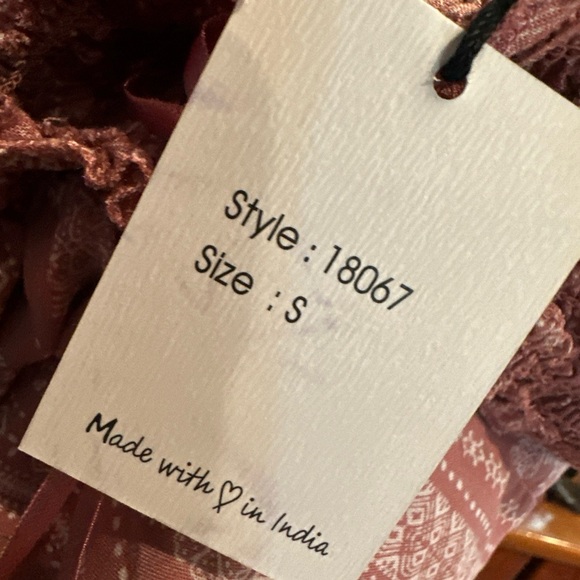 Style : 18067
Size : S
Made with ♡ in India